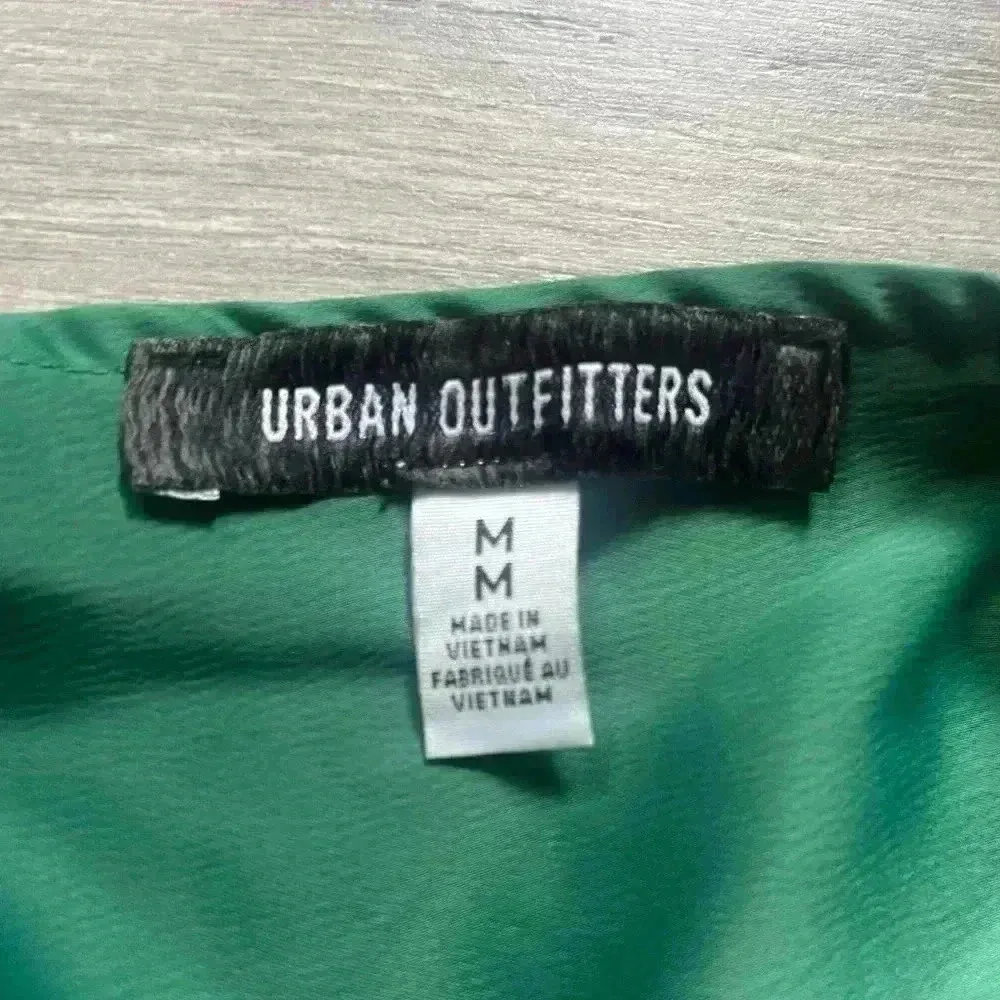 URBAN OUTFITTERS
M
M
MADE IN
VIETNAM
FABRIQUÉ AU
VIETNAM